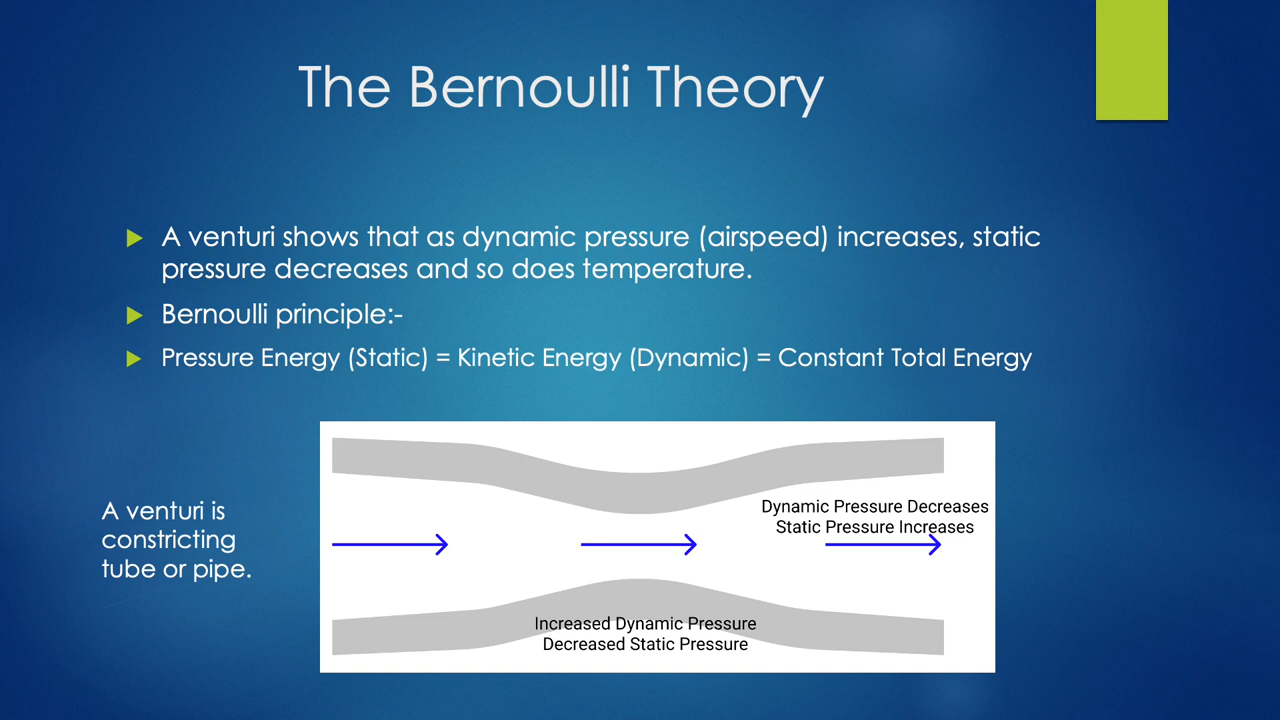 The Bernoulli Theory
A venturi shows that as dynamic pressure (airspeed) increases, static
pressure decreases and so does temperature.
Bernoulli principle:-
Pressure Energy (Static) = Kinetic Energy (Dynamic) = Constant Total Energy
A venturi is
constricting
tube or pipe.
Dynamic Pressure Decreases
Static Pressure Increases
Increased Dynamic Pressure
Decreased Static Pressure